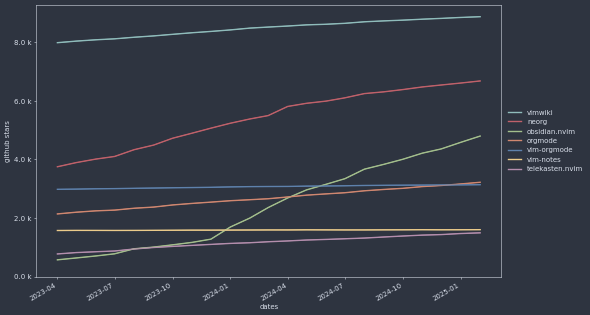 github stars
8.0 k
6.0 k
4.0 k
2.0 k
0.0 k
2023-04
2023-07
2023-10
2024-01
2024-04
2024-07
2024-10
2025-01
dates
vimwiki
neorg
obsidian.nvim
orgmode
vim-orgmode
vim-notes
telekasten.nvim